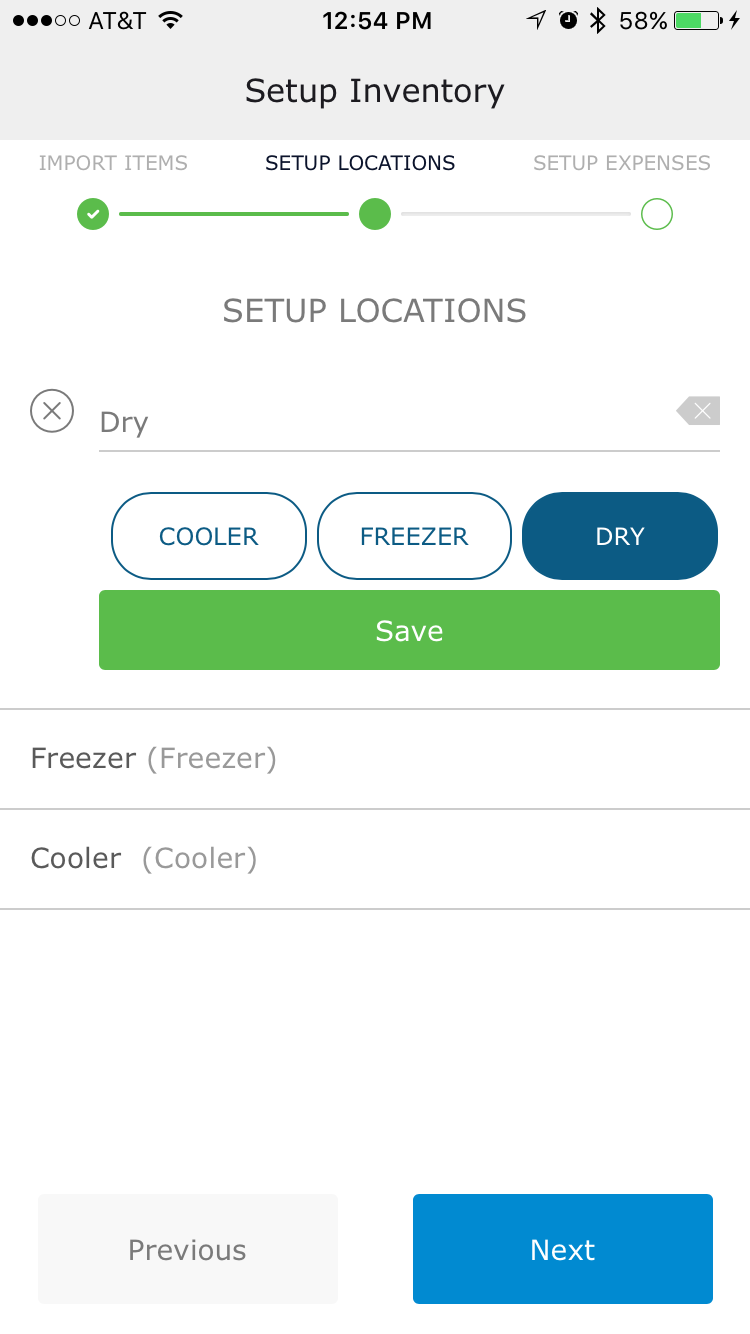 AT&T 12:54 PM 58%
Setup Inventory
IMPORT ITEMS SETUP LOCATIONS SETUP EXPENSES
SETUP LOCATIONS
Dry
COOLER FREEZER DRY
Save
Freezer (Freezer)
Cooler (Cooler)
Previous Next